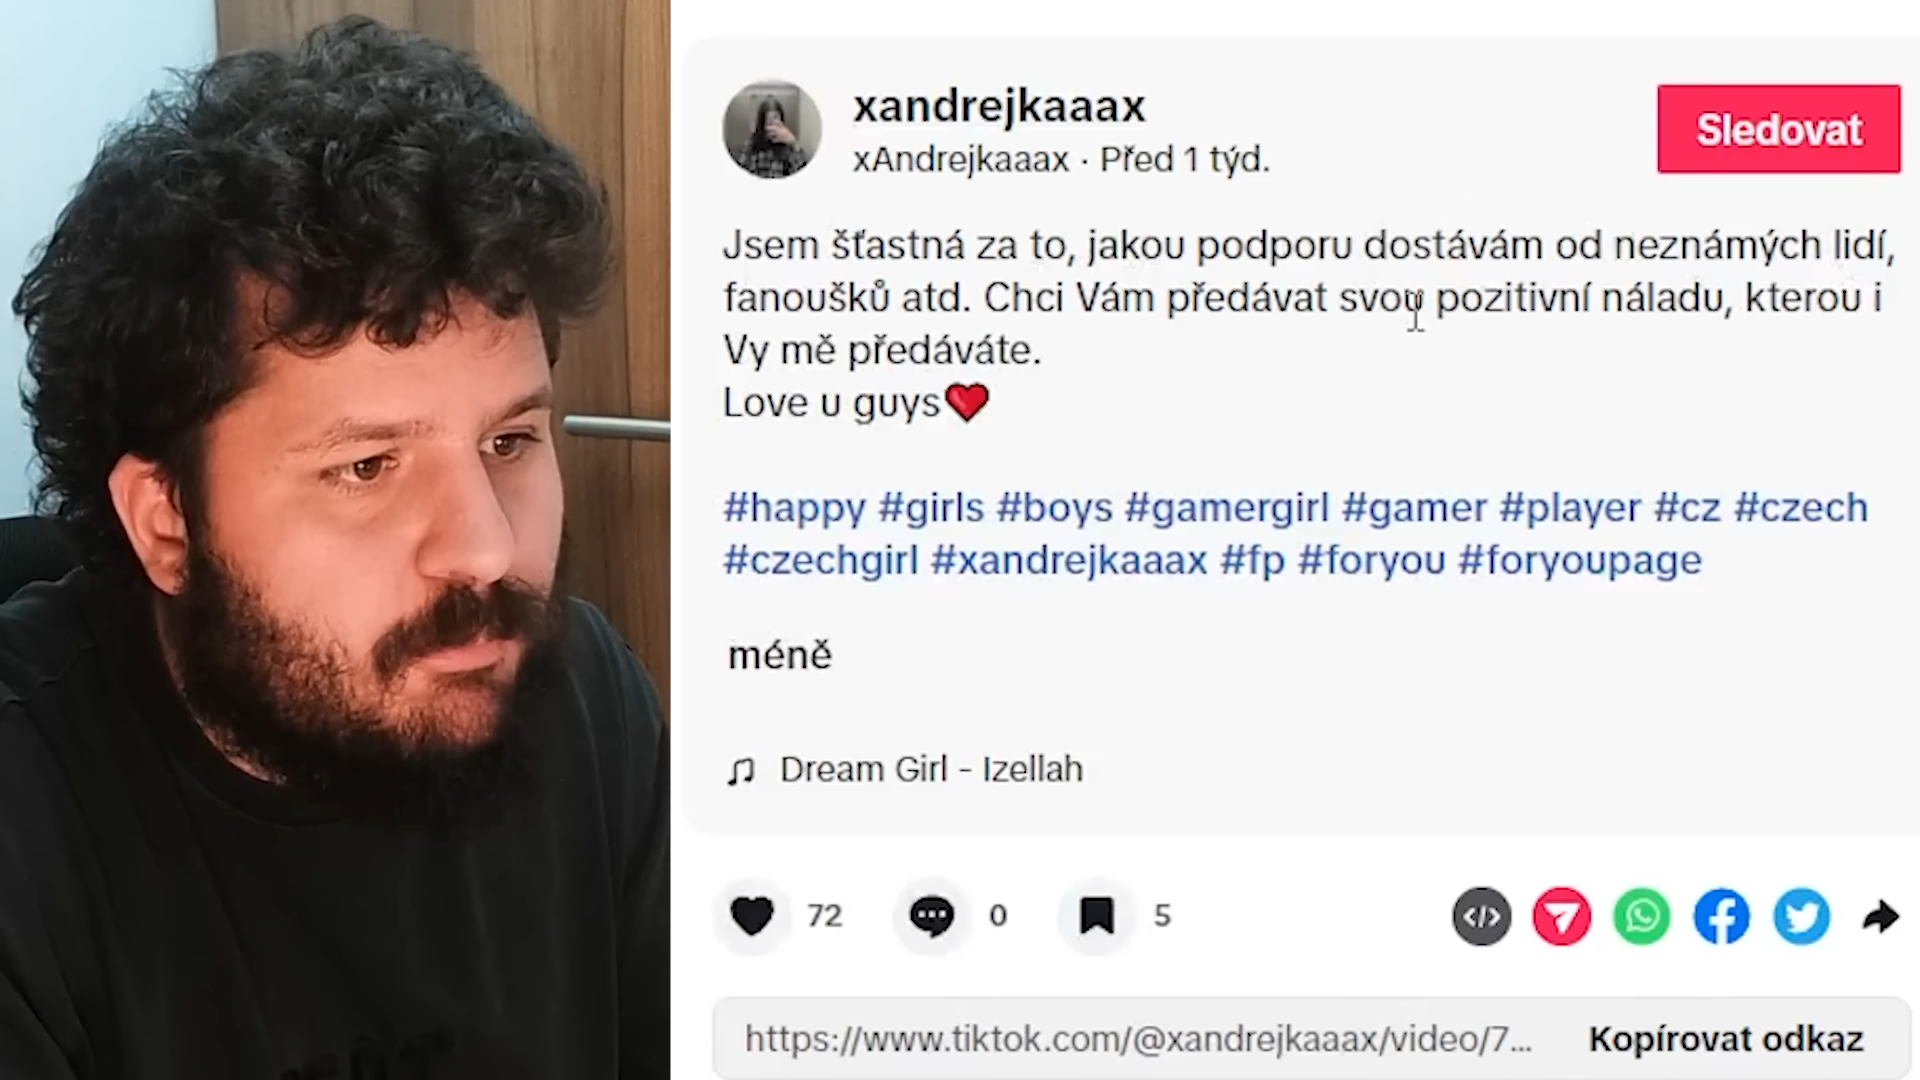 xandrejkaaax
xAndrejkaaax · Před 1 týd.
Sledovat
Jsem šťastná za to, jakou podporu dostávám od neznámých lidí,
fanoušků atd. Chci Vám předávat svou pozitivní náladu, kterou i
Vy mě předáváte.
Love u guys❤️
#happy #girls #boys #gamergirl #gamer #player #cz #czech
#czechgirl #xandrejkaaax #fp #foryou #foryoupage
méně
Dream Girl - Izellah
72
0
5
https://www.tiktok.com/@xandrejkaaax/video/7...
Kopírovat odkaz